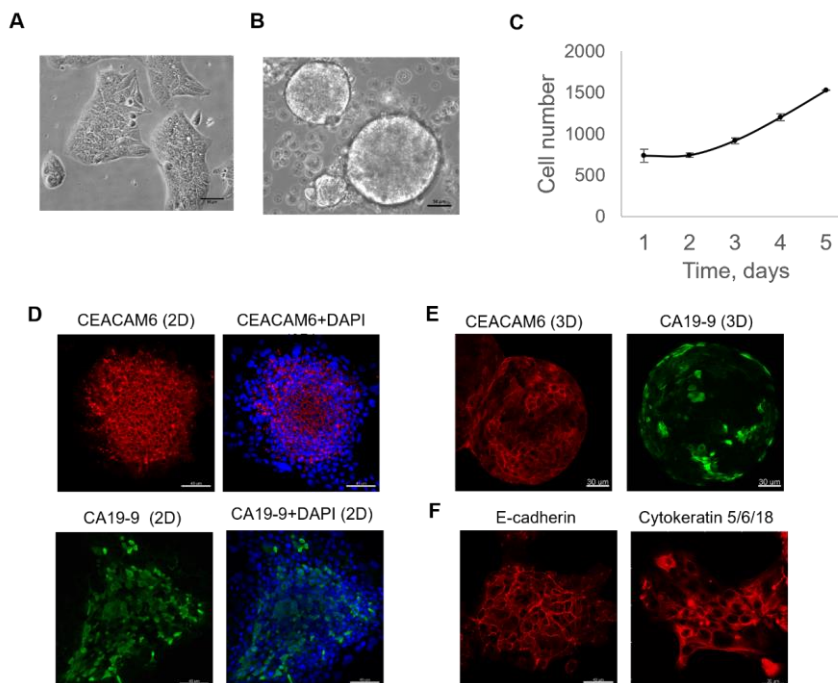 A
B
C
2000
1500
1000
500
0
Cell number
1
2
3
4
5
Time, days
D
CEACAM6 (2D)
CEACAM6+DAPI
E
CEACAM6 (3D)
CA19-9 (3D)
30 µm
30 µm
CA19-9 (2D)
CA19-9+DAPI (2D)
F
E-cadherin
Cytokeratin 5/6/18